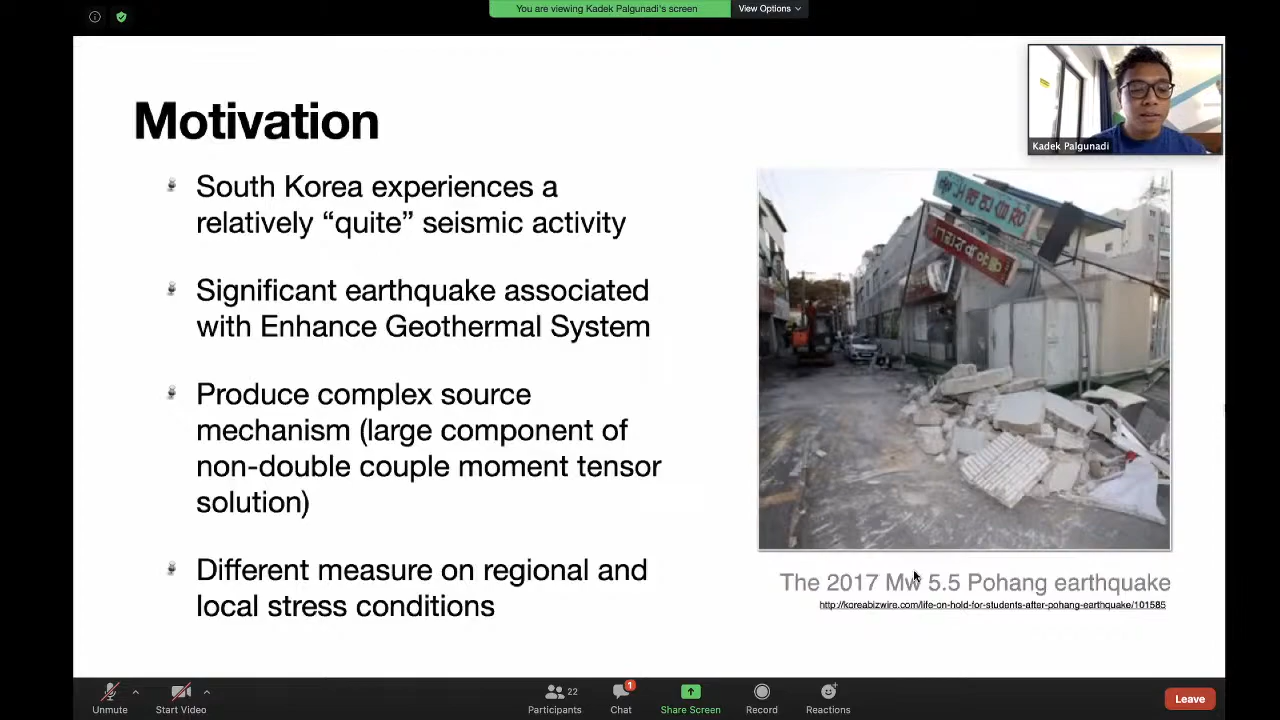 You are viewing Kadek Palgunadi's screen
View Options
Kadek Palgunadi
Motivation
South Korea experiences a
relatively “quite” seismic activity
Significant earthquake associated
with Enhance Geothermal System
Produce complex source
mechanism (large component of
non-double couple moment tensor
solution)
Different measure on regional and
local stress conditions
The 2017 Mw 5.5 Pohang earthquake
http://koreabizwire.com/life-on-hold-for-students-after-pohang-earthquake/101585
Unmute
Start Video
Participants
22
Chat
1
Share Screen
Record
Reactions
Leave